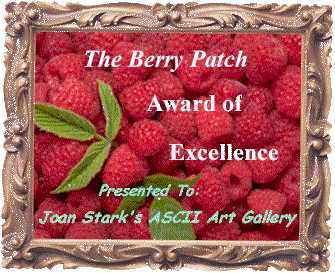 The Berry Patch
Award of
Excellence
Presented To:
Joan Stark's ASCII Art Gallery